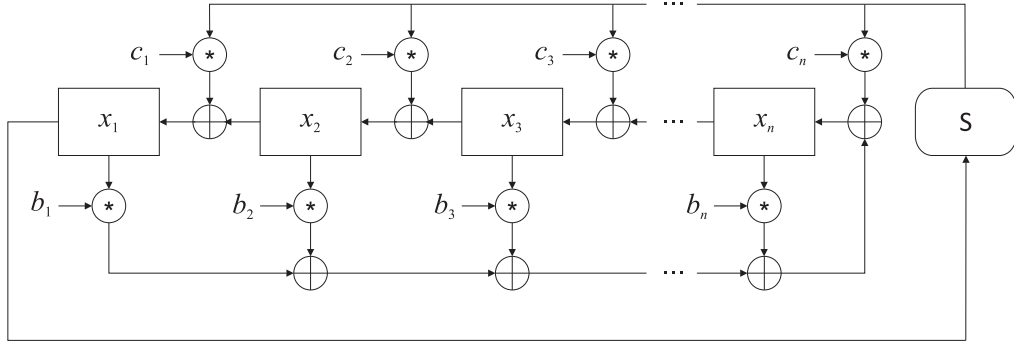 ...
c₁ * c₂ * c₃ * cₙ *
x₁ x₂ x₃ ... xₙ S
b₁ * b₂ * b₃ * bₙ *
...